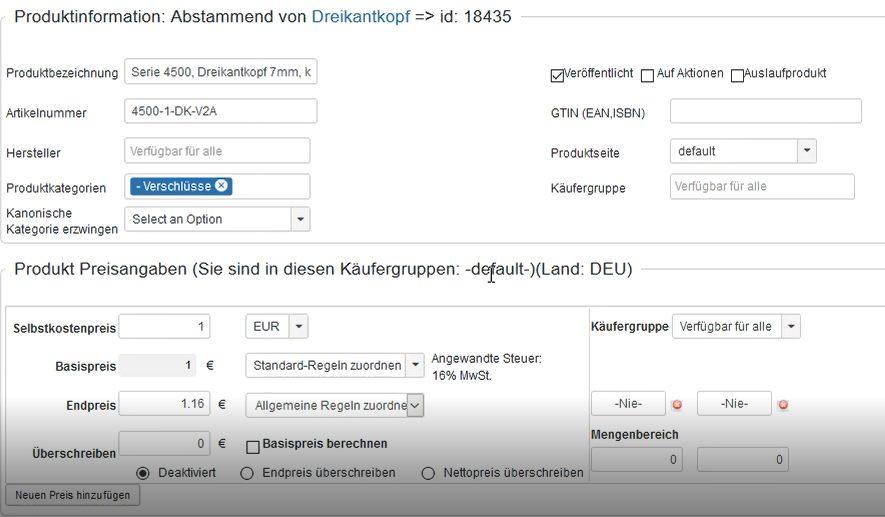 Produktinformation: Abstammend von Dreikantkopf => id: 18435
Produktbezeichnung Serie 4500, Dreikantkopf 7mm, k
Veröffentlicht Auf Aktionen Auslaufprodukt
Artikelnummer 4500-1-DK-V2A
GTIN (EAN,ISBN)
Hersteller Verfügbar für alle
Produktseite default
Produktkategorien - Verschlüsse
Käufergruppe Verfügbar für alle
Kanonische
Kategorie erzwingen Select an Option
Produkt Preisangaben (Sie sind in diesen Käufergruppen: -default-)(Land: DEU)
Selbstkostenpreis 1 EUR
Käufergruppe Verfügbar für alle
Basispreis 1 € Standard-Regeln zuordnen Angewandte Steuer:
16% MwSt.
Endpreis 1.16 € Allgemeine Regeln zuordne
-Nie- -Nie-
Überschreiben 0 € Basispreis berechnen
Mengenbereich
0 0
Deaktiviert Endpreis überschreiben Nettopreis überschreiben
Neuen Preis hinzufügen